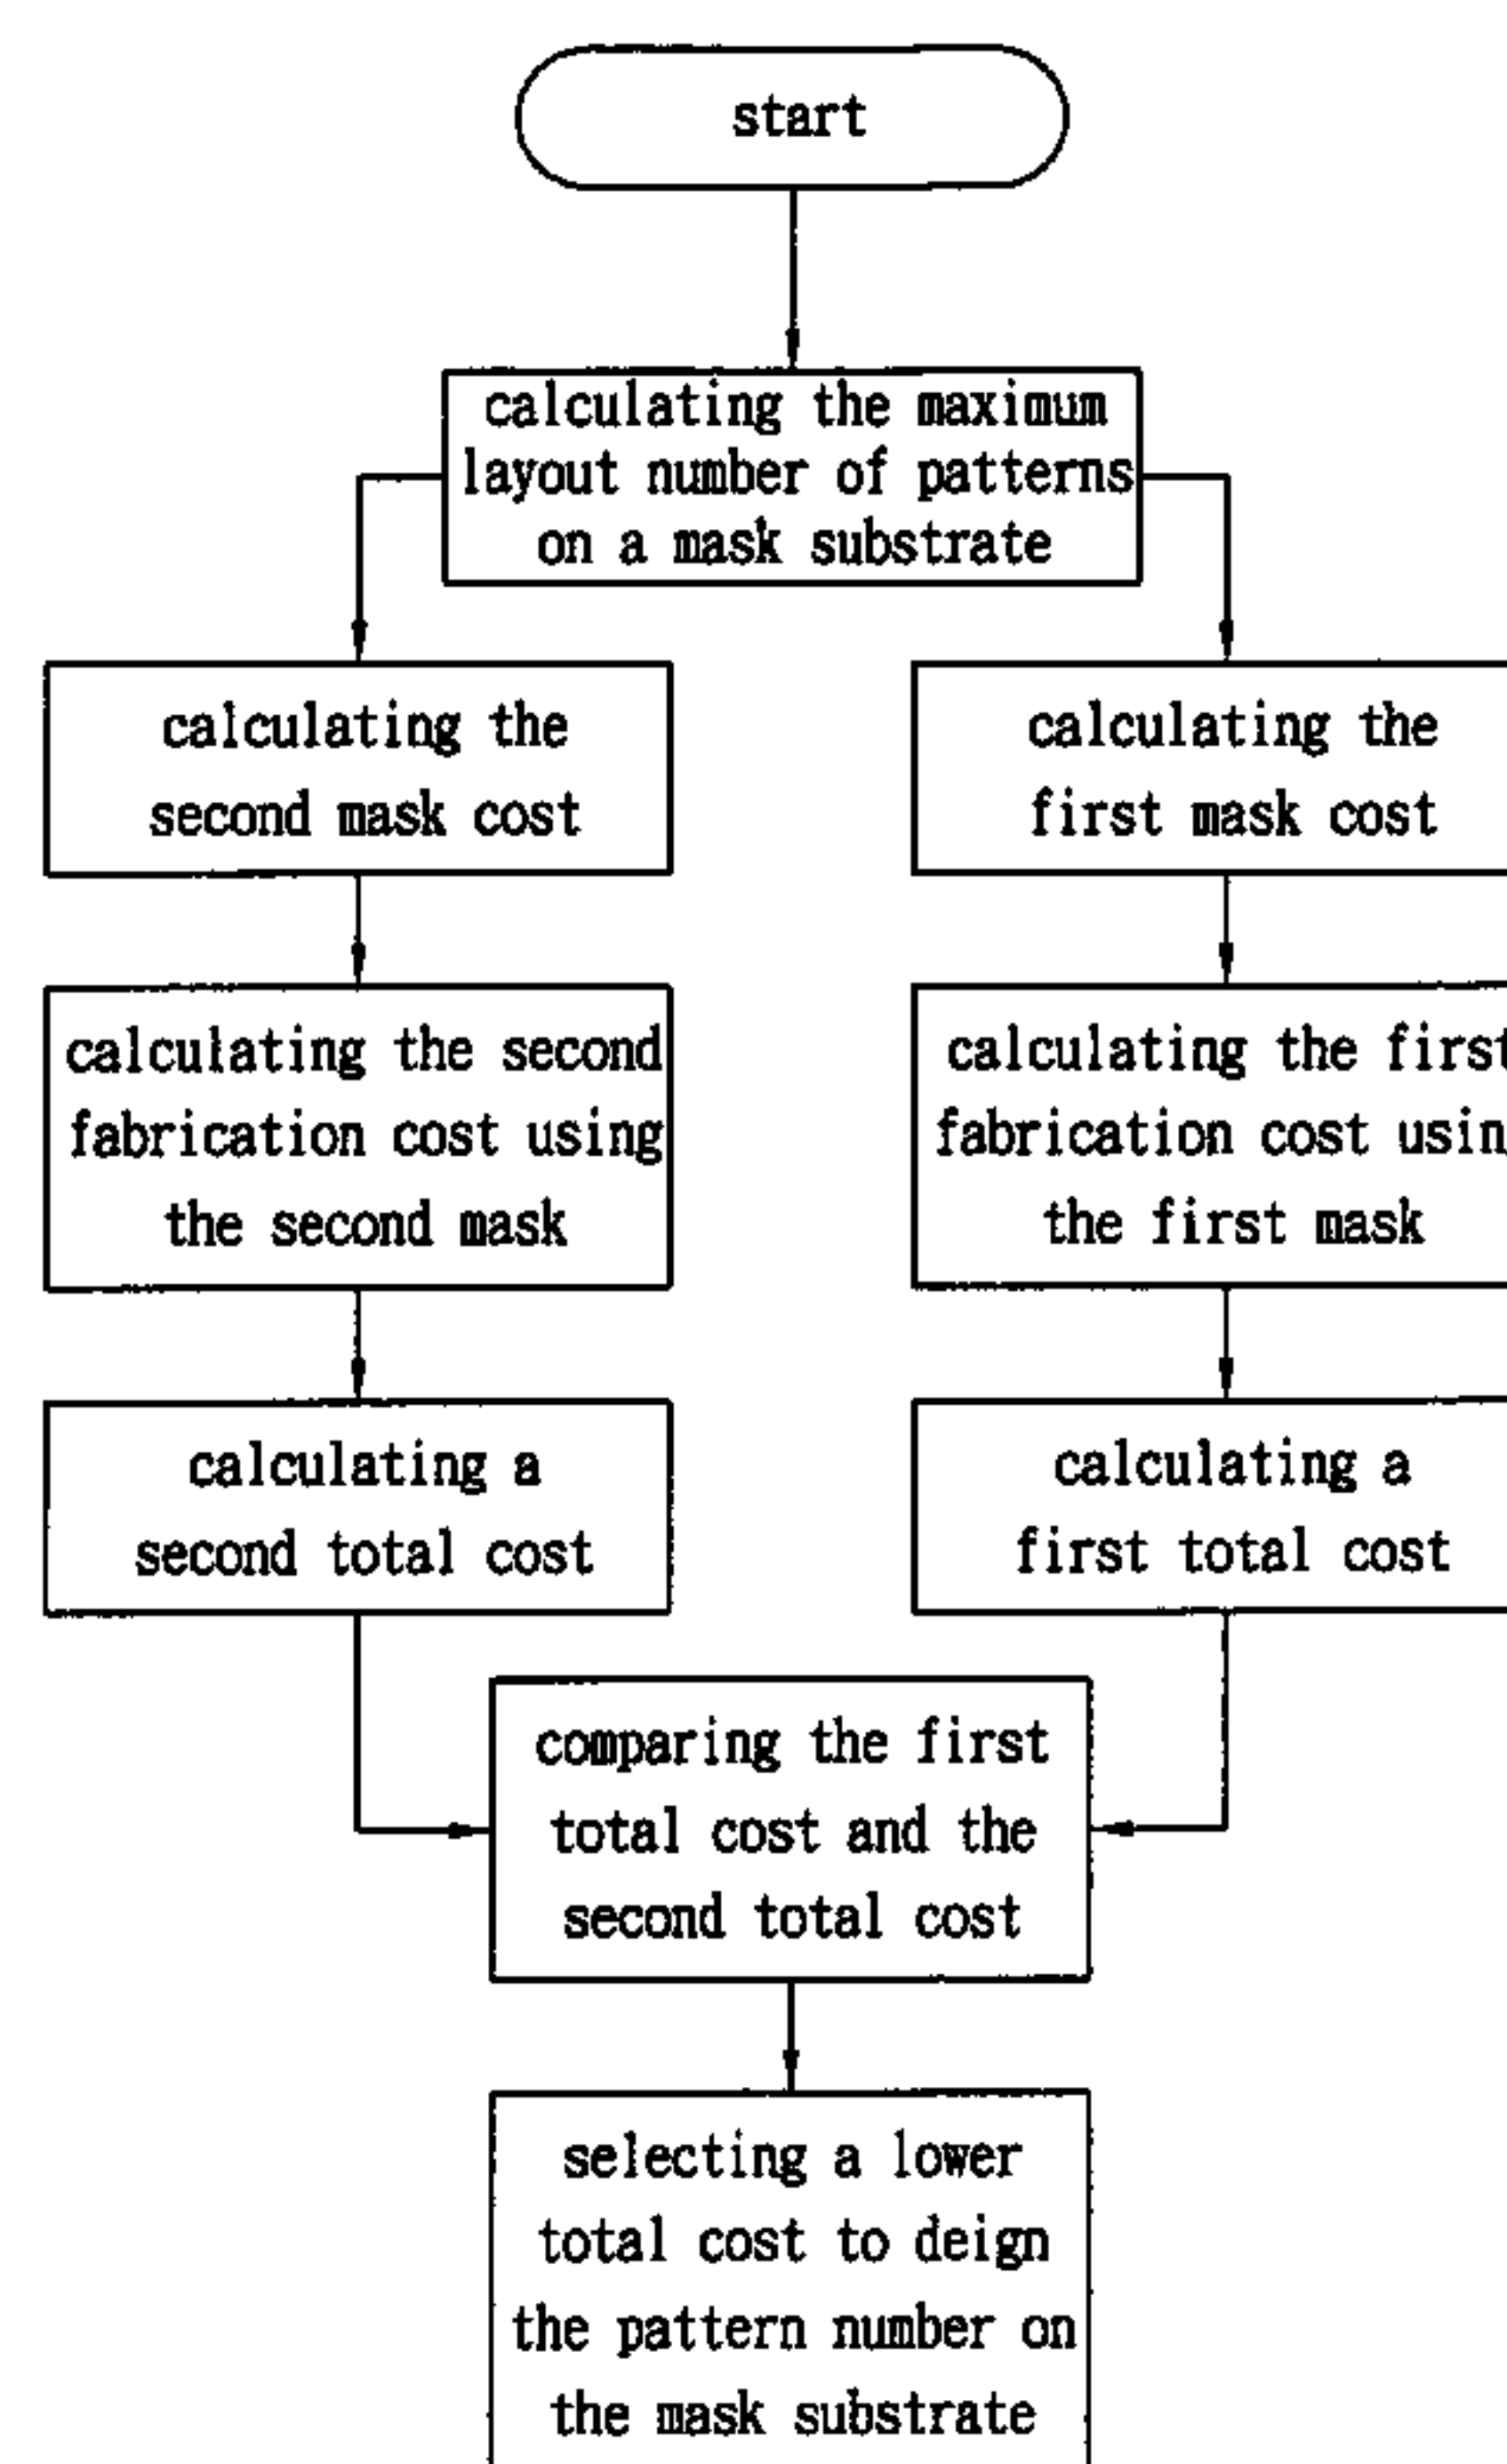 start
calculating the maximum
layout number of patterns
on a mask substrate
calculating the
second mask cost
calculating the
first mask cost
calculating the second
fabrication cost using
the second mask
calculating the first
fabrication cost usin
the first mask
calculating a
second total cost
calculating a
first total cost
comparing the first
total cost and the
second total cost
selecting a lower
total cost to deign
the pattern number on
the mask substrate